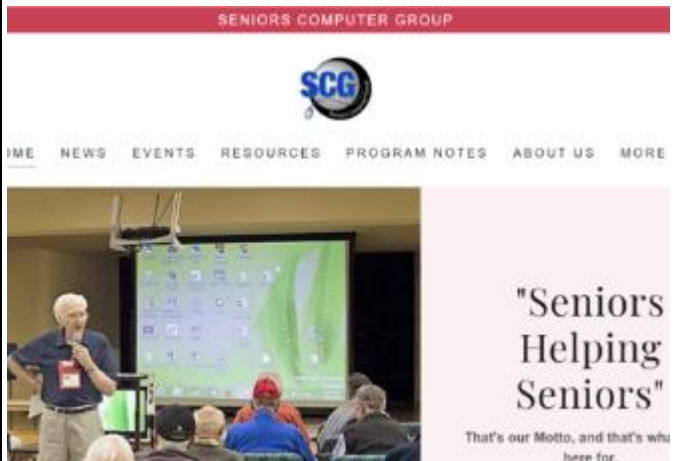 SENIORS COMPUTER GROUP
SCG
OME NEWS EVENTS RESOURCES PROGRAM NOTES ABOUT US MORE
"Seniors
Helping
Seniors"
That's our Motto, and that's wha
here for.